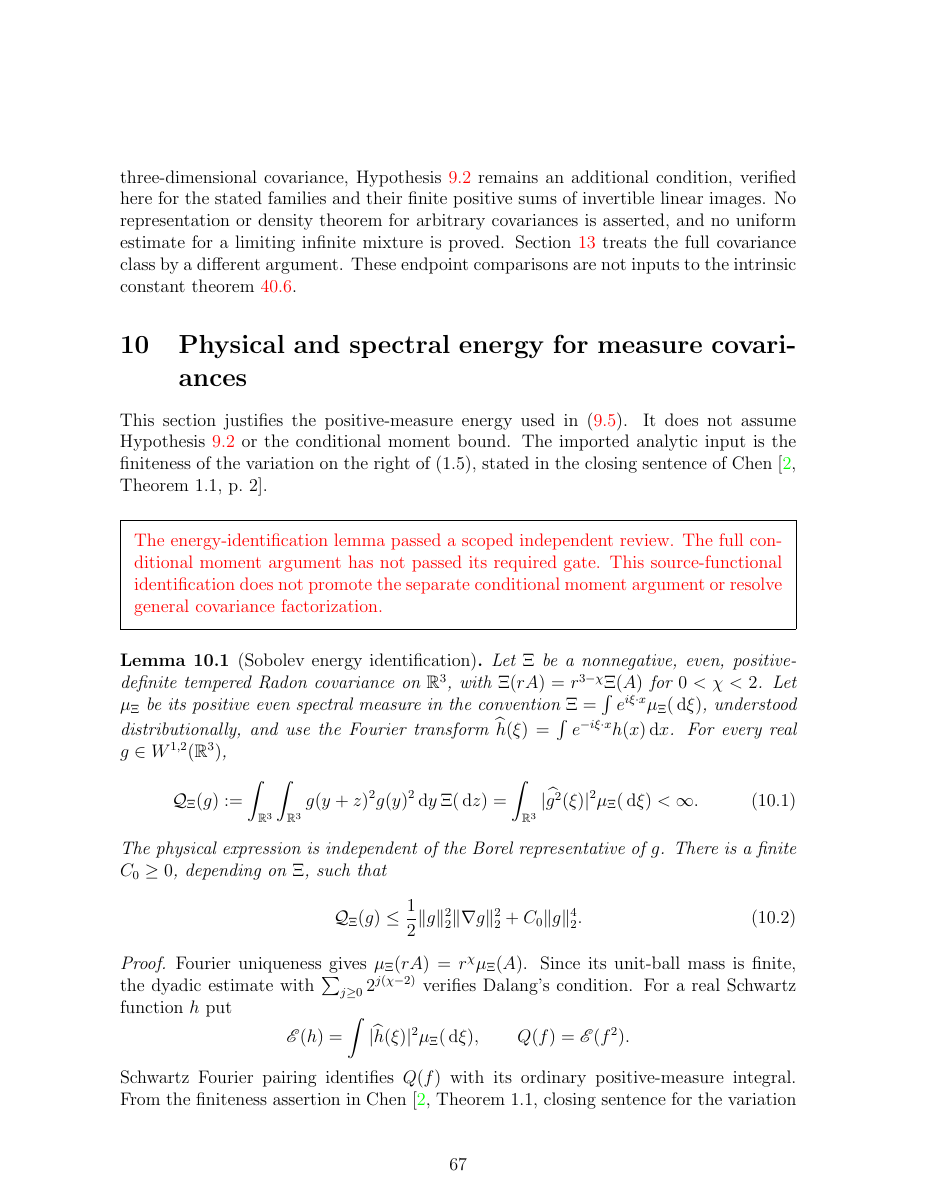 three-dimensional covariance, Hypothesis 9.2 remains an additional condition, verified
here for the stated families and their finite positive sums of invertible linear images. No
representation or density theorem for arbitrary covariances is asserted, and no uniform
estimate for a limiting infinite mixture is proved. Section 13 treats the full covariance
class by a different argument. These endpoint comparisons are not inputs to the intrinsic
constant theorem 40.6.
10 Physical and spectral energy for measure covari-
ances
This section justifies the positive-measure energy used in (9.5). It does not assume
Hypothesis 9.2 or the conditional moment bound. The imported analytic input is the
finiteness of the variation on the right of (1.5), stated in the closing sentence of Chen [2,
Theorem 1.1, p. 2].
The energy-identification lemma passed a scoped independent review. The full con-
ditional moment argument has not passed its required gate. This source-functional
identification does not promote the separate conditional moment argument or resolve
general covariance factorization.
Lemma 10.1 (Sobolev energy identification). Let Ξ be a nonnegative, even, positive-
definite tempered Radon covariance on ℝ³, with Ξ(rA) = r^{3−χ}Ξ(A) for 0 < χ < 2. Let
μ_Ξ be its positive even spectral measure in the convention Ξ = ∫ e^{iξ·x} μ_Ξ( dξ), understood
distributionally, and use the Fourier transform ĥ(ξ) = ∫ e^{−iξ·x} h(x) dx. For every real
g ∈ W^{1,2}(ℝ³),
𝒬_Ξ(g) := ∫_{ℝ³} ∫_{ℝ³} g(y + z)² g(y)² dy Ξ( dz) = ∫_{ℝ³} |\widehat{g²}(ξ)|² μ_Ξ( dξ) < ∞. (10.1)
The physical expression is independent of the Borel representative of g. There is a finite
C₀ ≥ 0, depending on Ξ, such that
𝒬_Ξ(g) ≤ \frac{1}{2}‖g‖₂²‖∇g‖₂² + C₀‖g‖₂⁴. (10.2)
Proof. Fourier uniqueness gives μ_Ξ(rA) = r^χ μ_Ξ(A). Since its unit-ball mass is finite,
the dyadic estimate with ∑_{j≥0} 2^{j(χ−2)} verifies Dalang's condition. For a real Schwartz
function h put
ℰ(h) = ∫ |ĥ(ξ)|² μ_Ξ( dξ), Q(f) = ℰ(f²).
Schwartz Fourier pairing identifies Q(f) with its ordinary positive-measure integral.
From the finiteness assertion in Chen [2, Theorem 1.1, closing sentence for the variation
67